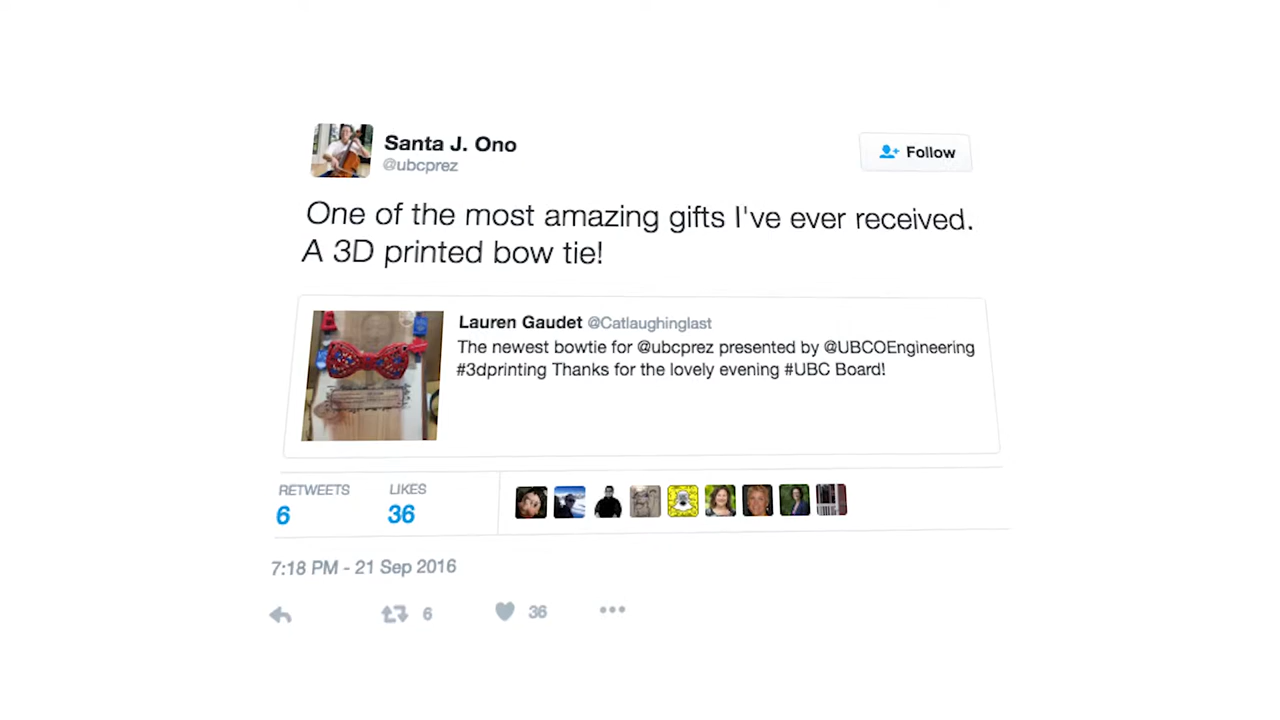 Santa J. Ono
@ubcprez
Follow
One of the most amazing gifts I've ever received.
A 3D printed bow tie!
Lauren Gaudet @Catlaughinglast
The newest bowtie for @ubcprez presented by @UBCOEngineering
#3dprinting Thanks for the lovely evening #UBC Board!
RETWEETS LIKES
6 36
7:18 PM - 21 Sep 2016
6 36